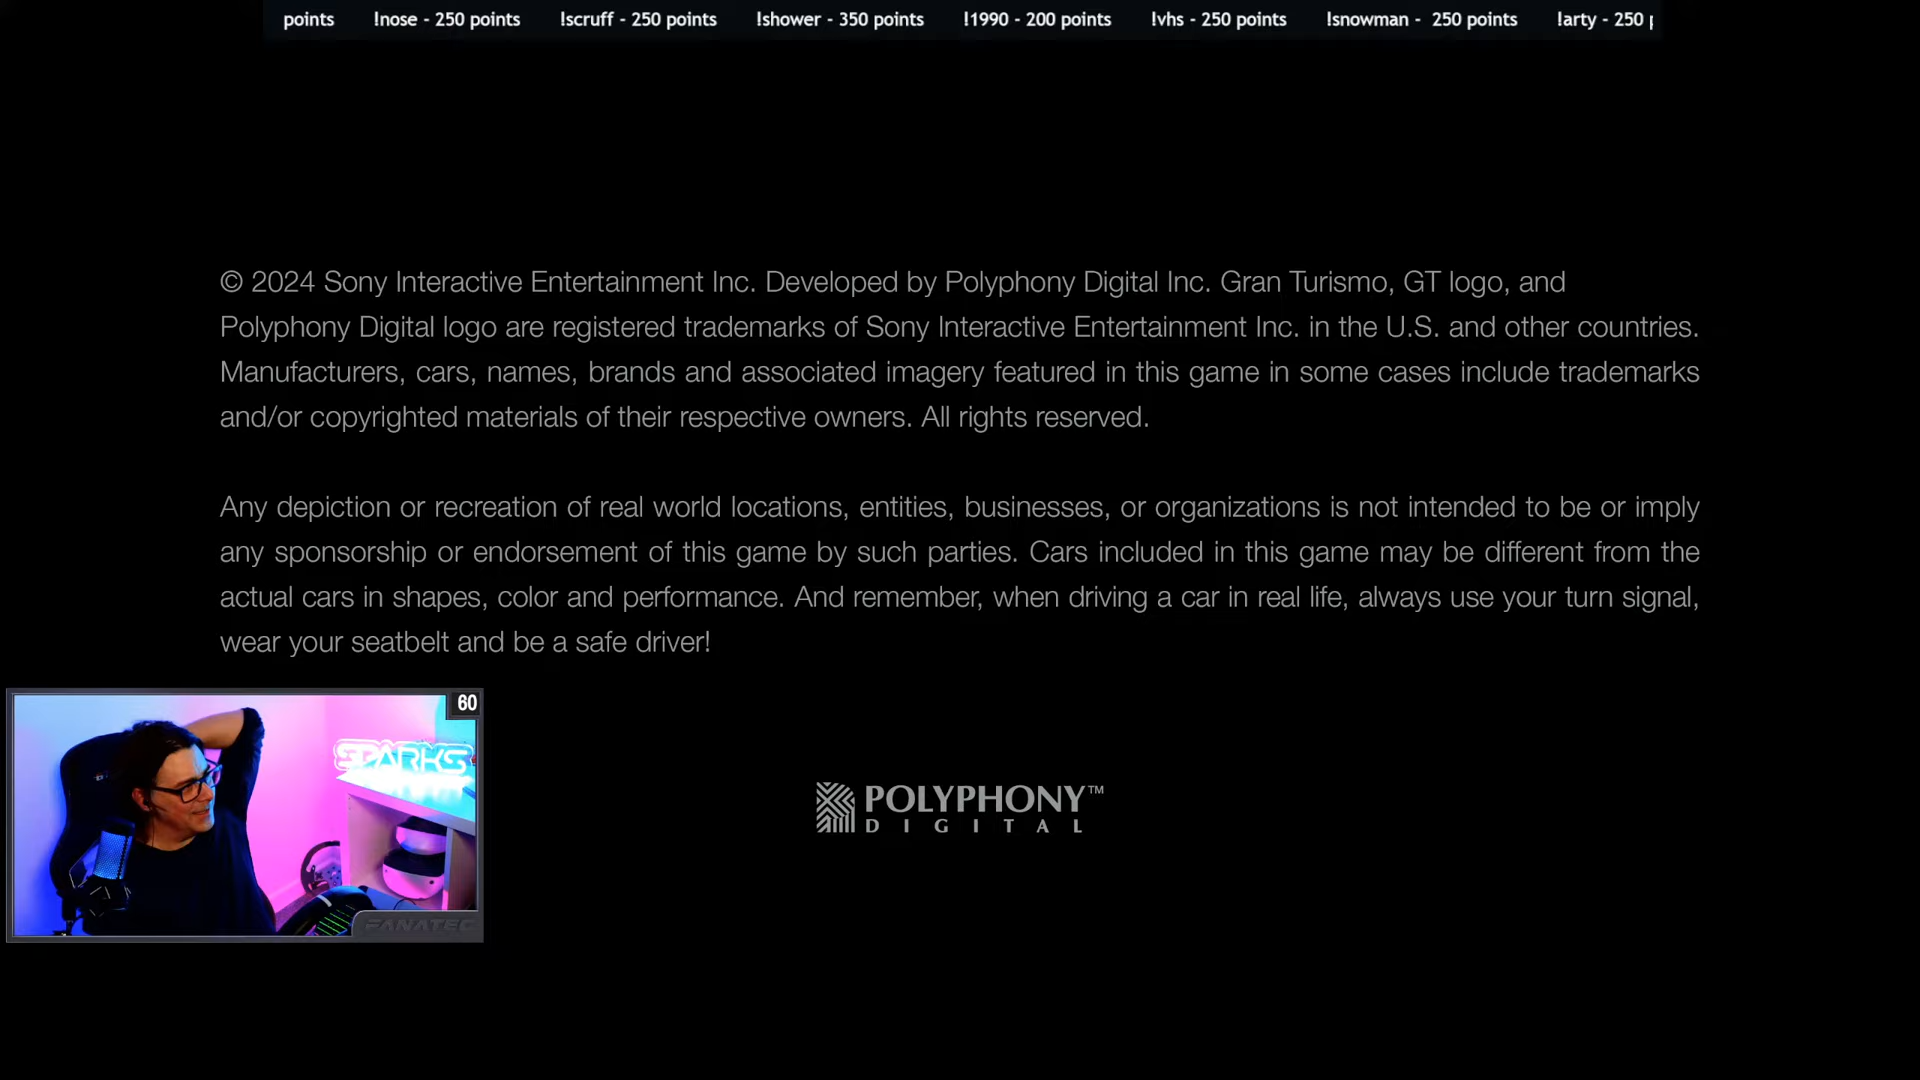 points !nose - 250 points !scruff - 250 points !shower - 350 points !1990 - 200 points !vhs - 250 points !snowman - 250 points !arty - 250
© 2024 Sony Interactive Entertainment Inc. Developed by Polyphony Digital Inc. Gran Turismo, GT logo, and
Polyphony Digital logo are registered trademarks of Sony Interactive Entertainment Inc. in the U.S. and other countries.
Manufacturers, cars, names, brands and associated imagery featured in this game in some cases include trademarks
and/or copyrighted materials of their respective owners. All rights reserved.
Any depiction or recreation of real world locations, entities, businesses, or organizations is not intended to be or imply
any sponsorship or endorsement of this game by such parties. Cars included in this game may be different from the
actual cars in shapes, color and performance. And remember, when driving a car in real life, always use your turn signal,
wear your seatbelt and be a safe driver!
60
SPARKS
FANATEC
POLYPHONY™
DIGITAL